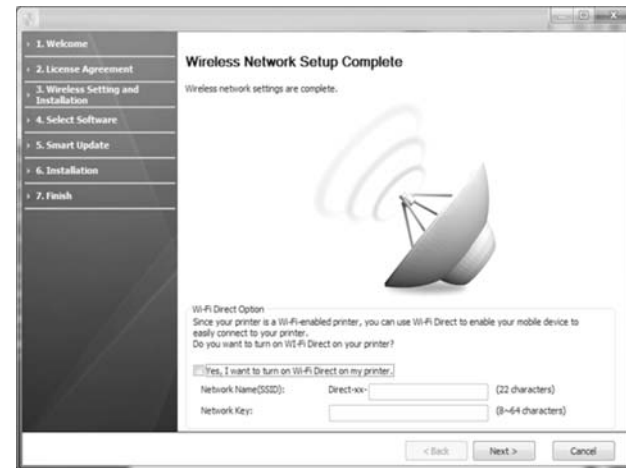 1. Welcome
2. License Agreement
3. Wireless Setting and
Installation
4. Select Software
5. Smart Update
6. Installation
7. Finish
Wireless Network Setup Complete
Wireless network settings are complete.
Wi-Fi Direct Option
Since your printer is a Wi-Fi-enabled printer, you can use Wi-Fi Direct to enable your mobile device to
easily connect to your printer.
Do you want to turn on WI-Fi Direct on your printer?
Yes, I want to turn on Wi-Fi Direct on my printer.
Network Name(SSID): Direct-xx- (22 characters)
Network Key: (8~64 characters)
< Back Next > Cancel